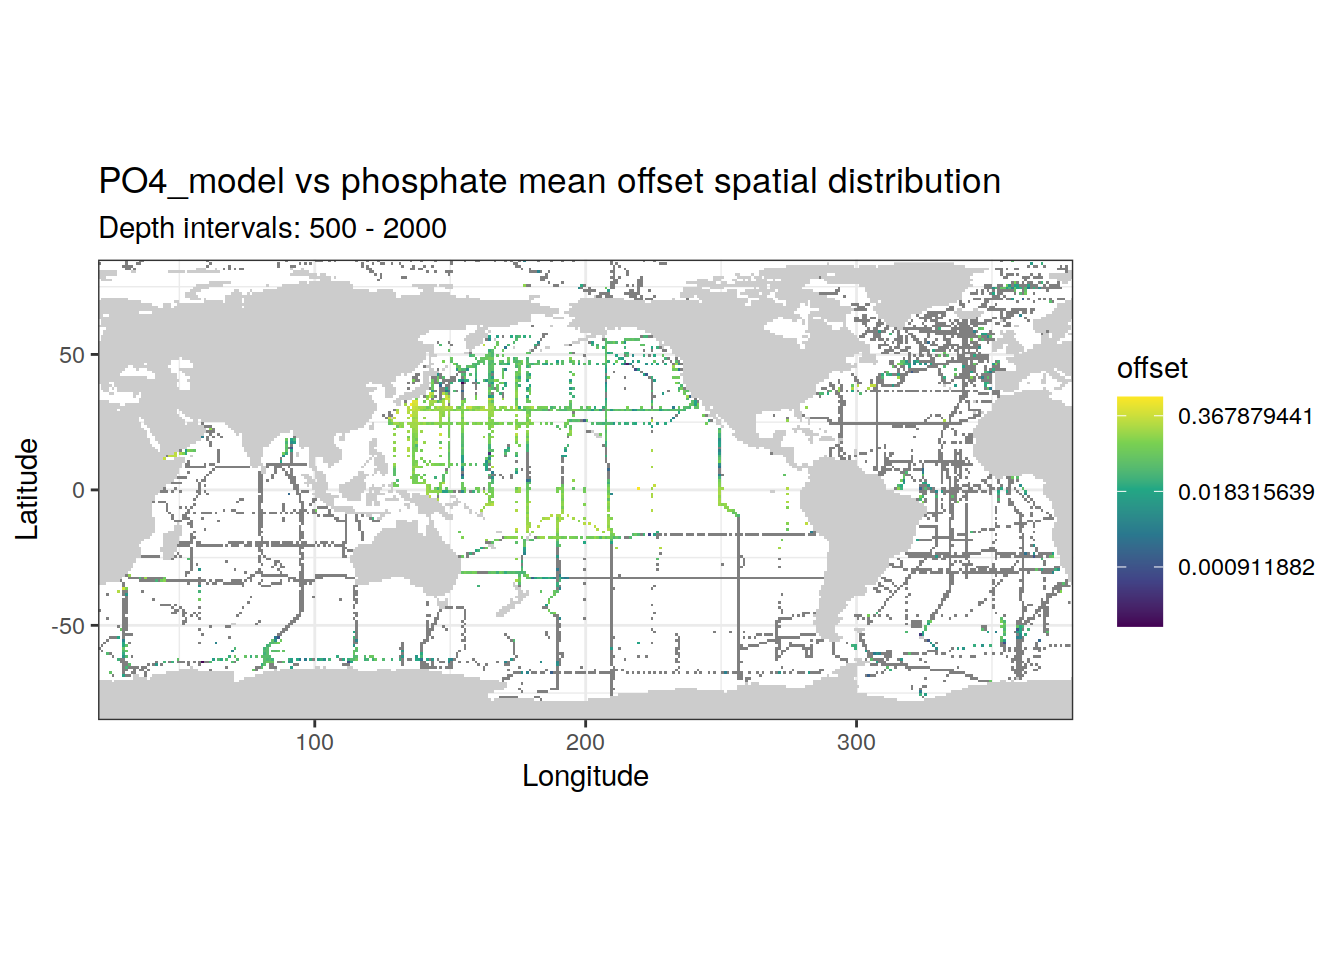 PO4_model vs phosphate mean offset spatial distribution
Depth intervals: 500 - 2000
50
0
-50
Latitude
100
200
300
Longitude
offset
0.367879441
0.018315639
0.000911882